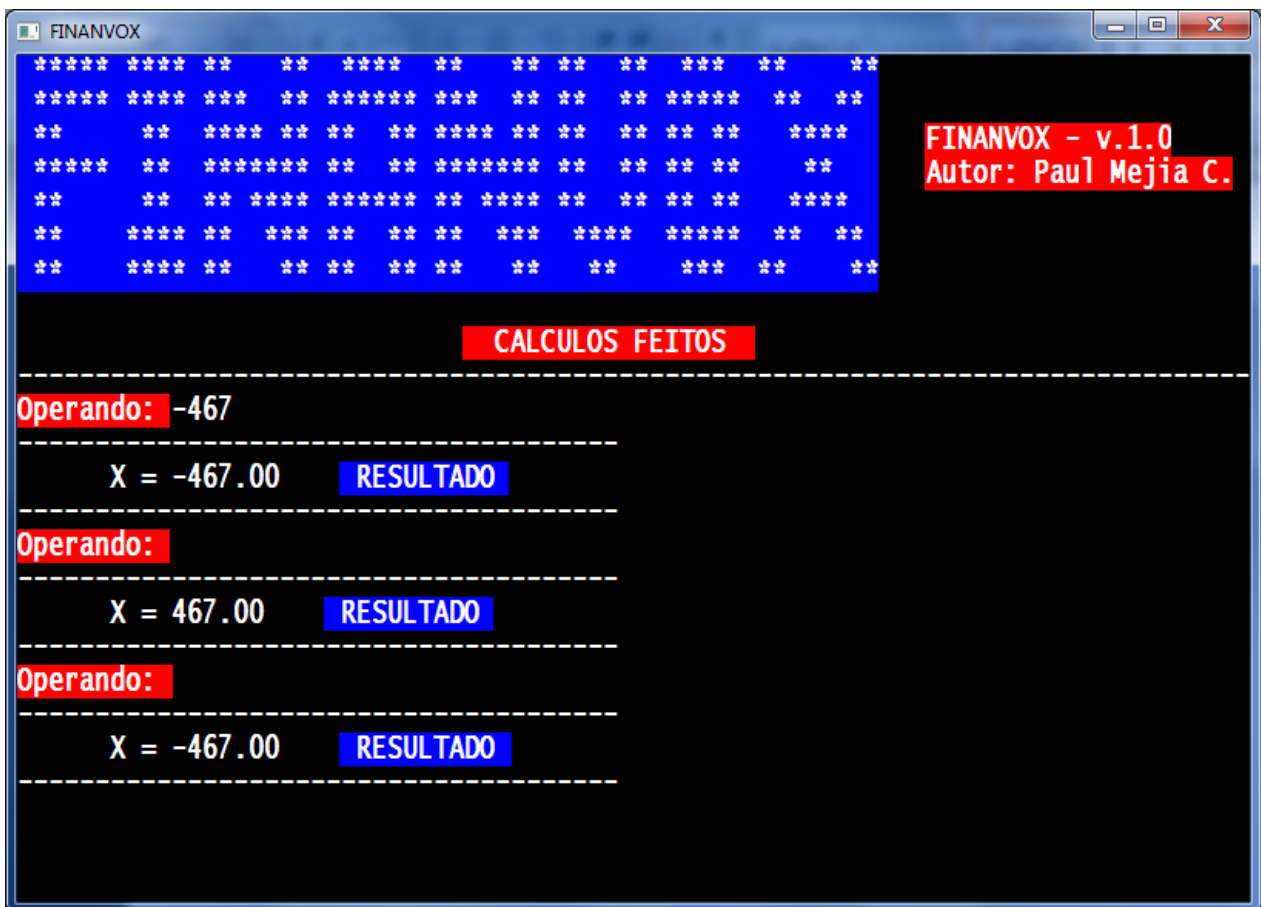 FINANVOX
FINANVOX
FINANVOX - v.1.0
Autor: Paul Mejia C.
CALCULOS FEITOS
Operando: -467
X = -467.00 RESULTADO
Operando:
X = 467.00 RESULTADO
Operando:
X = -467.00 RESULTADO